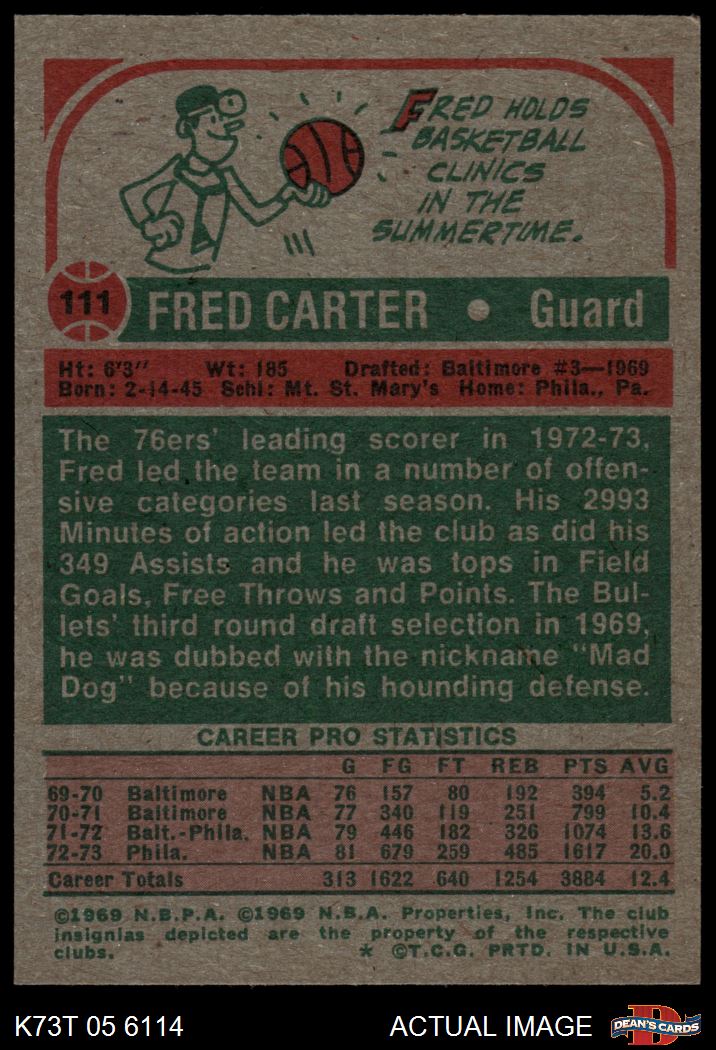 FRED HOLDS
BASKETBALL
CLINICS
IN THE
SUMMERTIME.
111 FRED CARTER • Guard
Ht: 6'3" Wt: 185 Drafted: Baltimore #3—1969
Born: 2-14-45 Schl: Mt. St. Mary's Home: Phila., Pa.
The 76ers' leading scorer in 1972-73,
Fred led the team in a number of offen-
sive categories last season. His 2993
Minutes of action led the club as did his
349 Assists and he was tops in Field
Goals, Free Throws and Points. The Bul-
lets' third round draft selection in 1969,
he was dubbed with the nickname "Mad
Dog" because of his hounding defense.
CAREER PRO STATISTICS
G FG FT REB PTS AVG
69-70 Baltimore NBA 76 157 80 192 394 5.2
70-71 Baltimore NBA 77 340 119 251 799 10.4
71-72 Balt.-Phila. NBA 79 446 182 326 1074 13.6
72-73 Phila. NBA 81 679 259 485 1617 20.0
Career Totals 313 1622 640 1254 3884 12.4
©1969 N.B.P.A. ©1969 N.B.A. Properties, Inc. The club
insignias depicted are the property of the respective
clubs. * ©T.C.G. PRTD. IN U.S.A.
K73T 05 6114 ACTUAL IMAGE DEAN'S CARDS